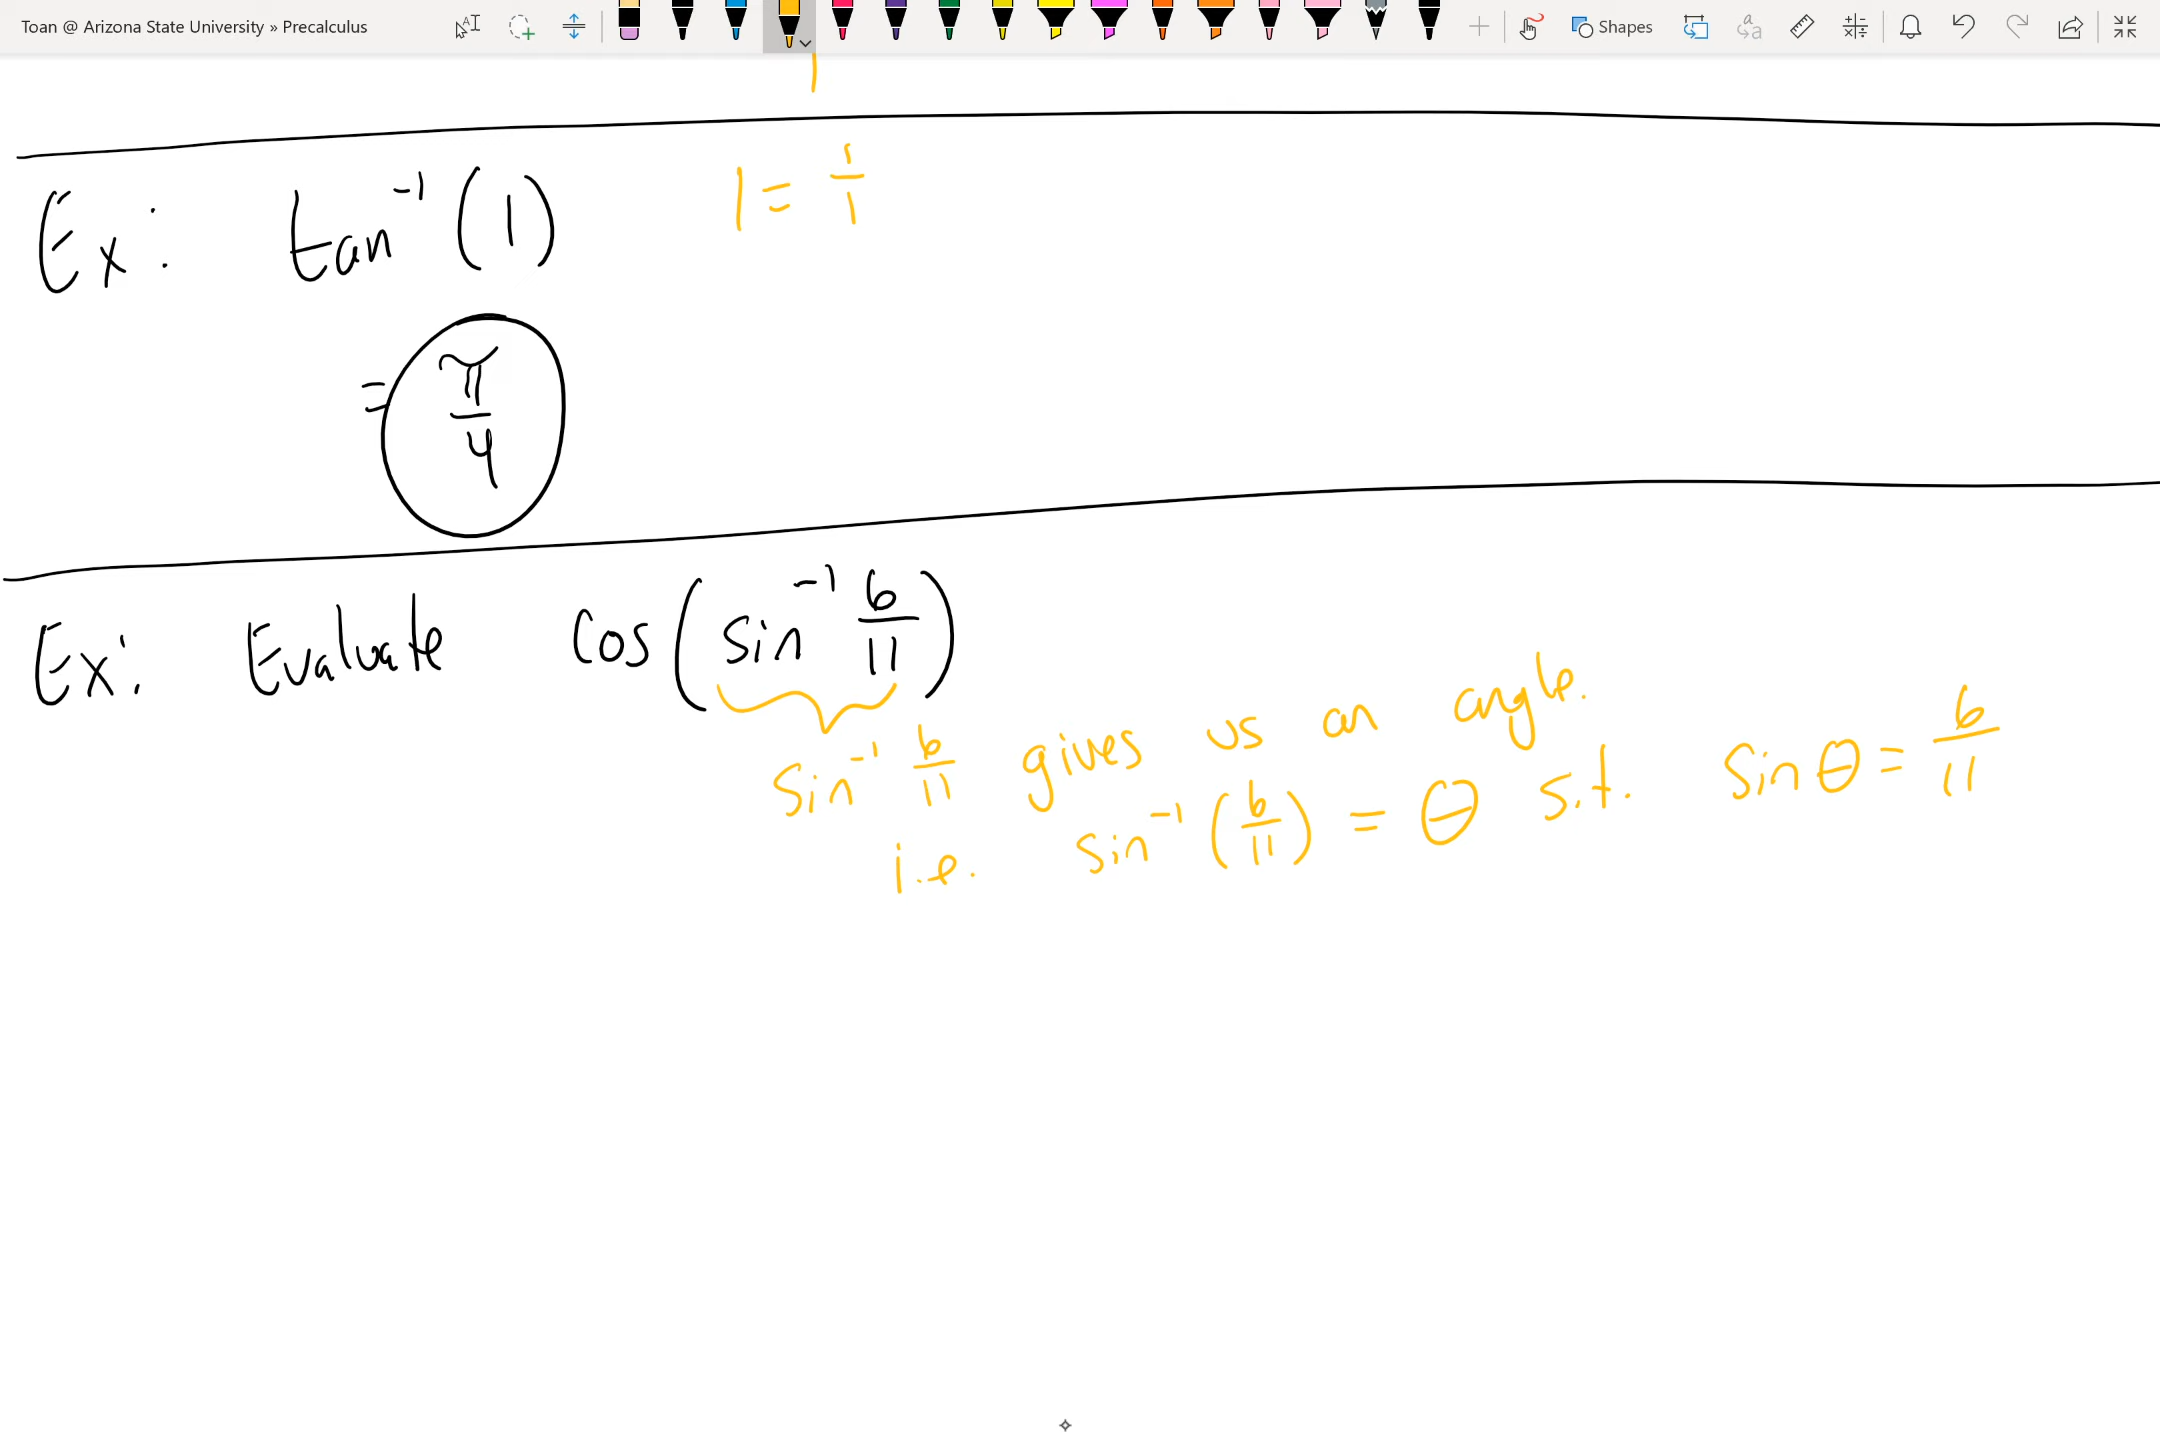 Toan @ Arizona State University » Precalculus
Shapes
Ex: tan⁻¹(1) 1 = 1/1
= π/4
Ex: Evaluate cos(sin⁻¹ 6/11)
sin⁻¹ 6/11 gives us an angle.
i.e. sin⁻¹(6/11) = θ s.t. sin θ = 6/11